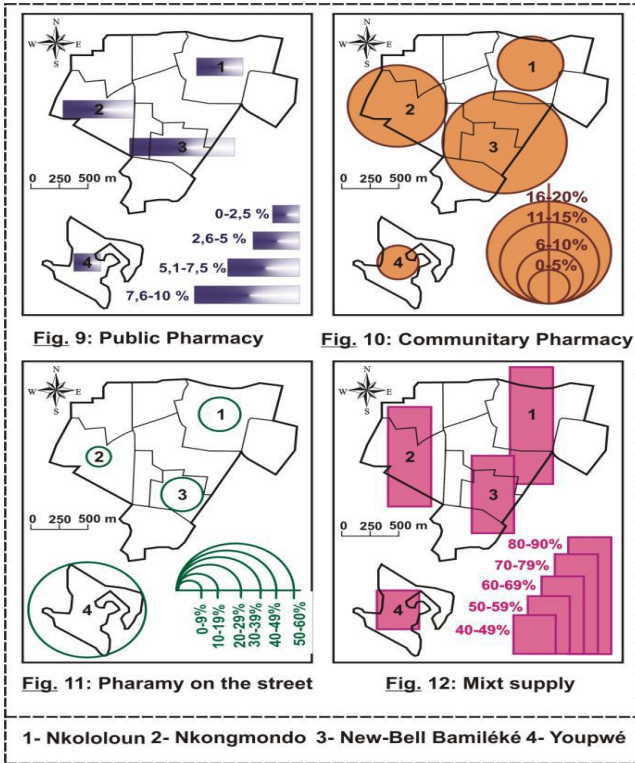 N
W E
S
1
2
3
0 250 500 m
4
0-2,5 %
2,6-5 %
5,1-7,5 %
7,6-10 %
Fig. 9: Public Pharmacy
N
W E
S
1
2
3
0 250 500 m
4
16-20%
11-15%
6-10%
0-5%
Fig. 10: Communitary Pharmacy
N
W E
S
1
2
3
0 250 500 m
4
0-9%
10-19%
20-29%
30-39%
40-49%
50-60%
Fig. 11: Pharamy on the street
N
W E
S
1
2
3
0 250 500 m
4
80-90%
70-79%
60-69%
50-59%
40-49%
Fig. 12: Mixt supply
1- Nkololoun 2- Nkongmondo 3- New-Bell Bamiléké 4- Youpwé